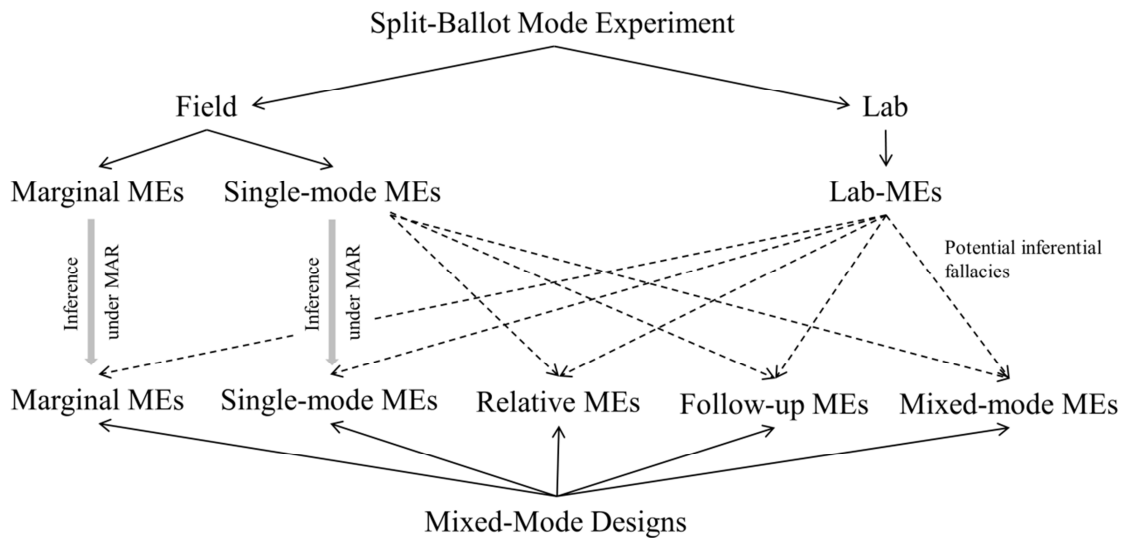 Split-Ballot Mode Experiment
Field
Lab
Marginal MEs
Single-mode MEs
Lab-MEs
Inference
under MAR
Inference
under MAR
Potential inferential
fallacies
Marginal MEs
Single-mode MEs
Relative MEs
Follow-up MEs
Mixed-mode MEs
Mixed-Mode Designs